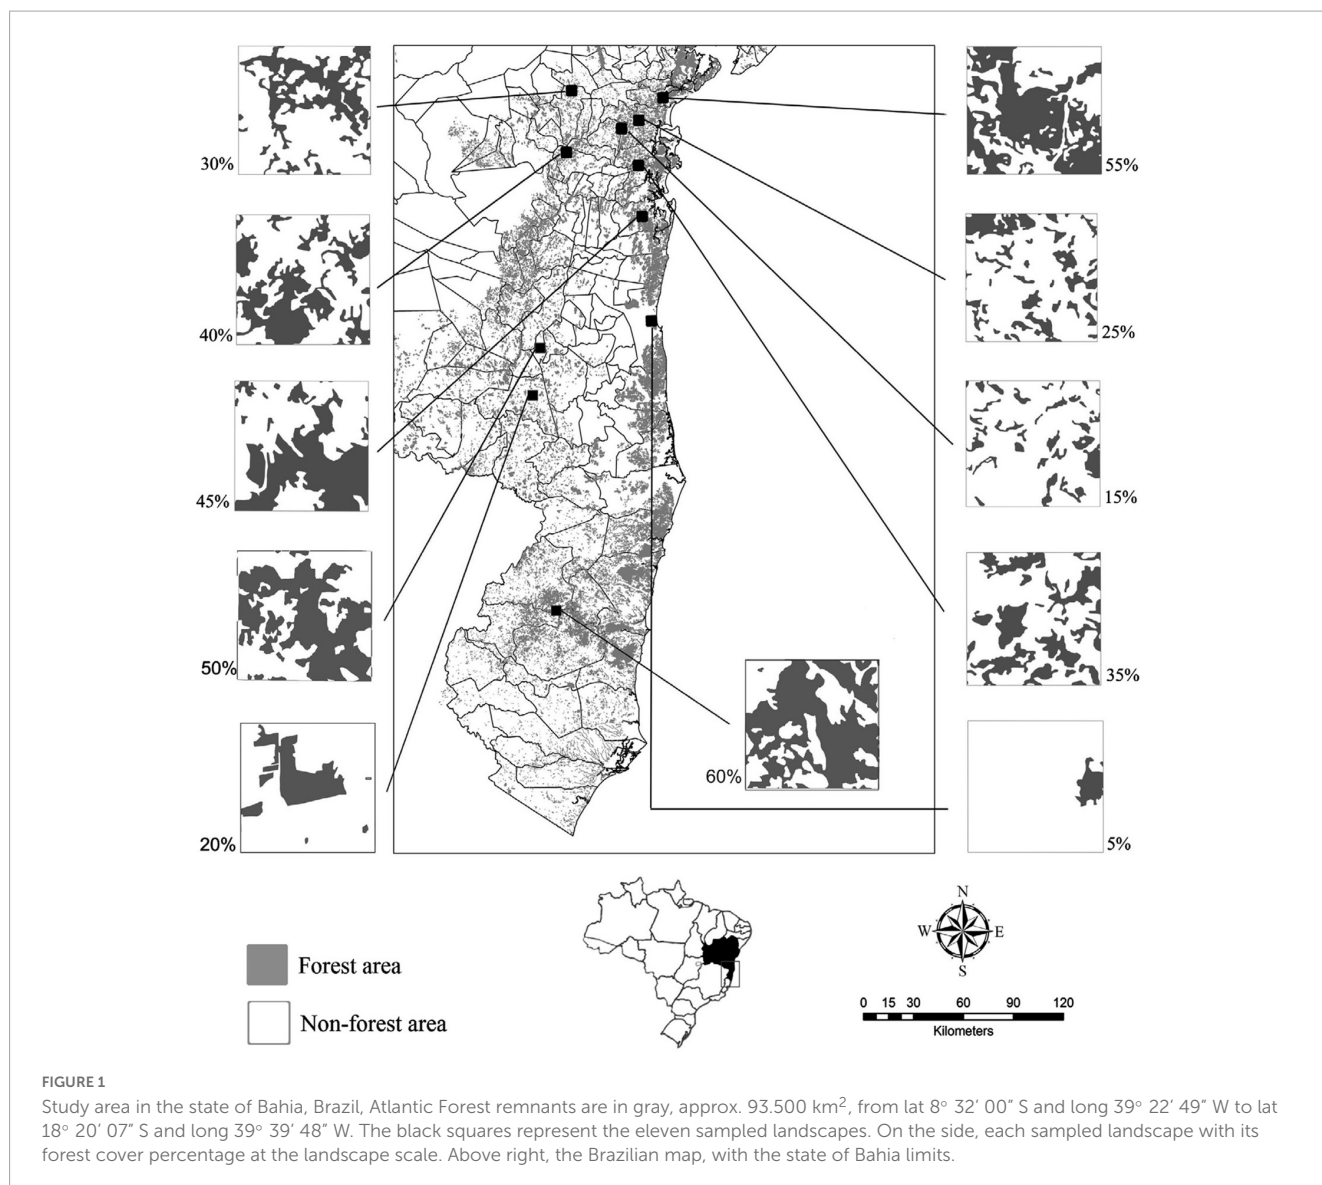 30%
40%
45%
50%
20%
55%
25%
15%
35%
5%
60%
Forest area
Non-forest area
N
W
E
S
0 15 30 60 90 120
Kilometers
FIGURE 1
Study area in the state of Bahia, Brazil, Atlantic Forest remnants are in gray, approx. 93.500 km², from lat 8° 32′ 00″ S and long 39° 22′ 49″ W to lat
18° 20′ 07″ S and long 39° 39′ 48″ W. The black squares represent the eleven sampled landscapes. On the side, each sampled landscape with its
forest cover percentage at the landscape scale. Above right, the Brazilian map, with the state of Bahia limits.